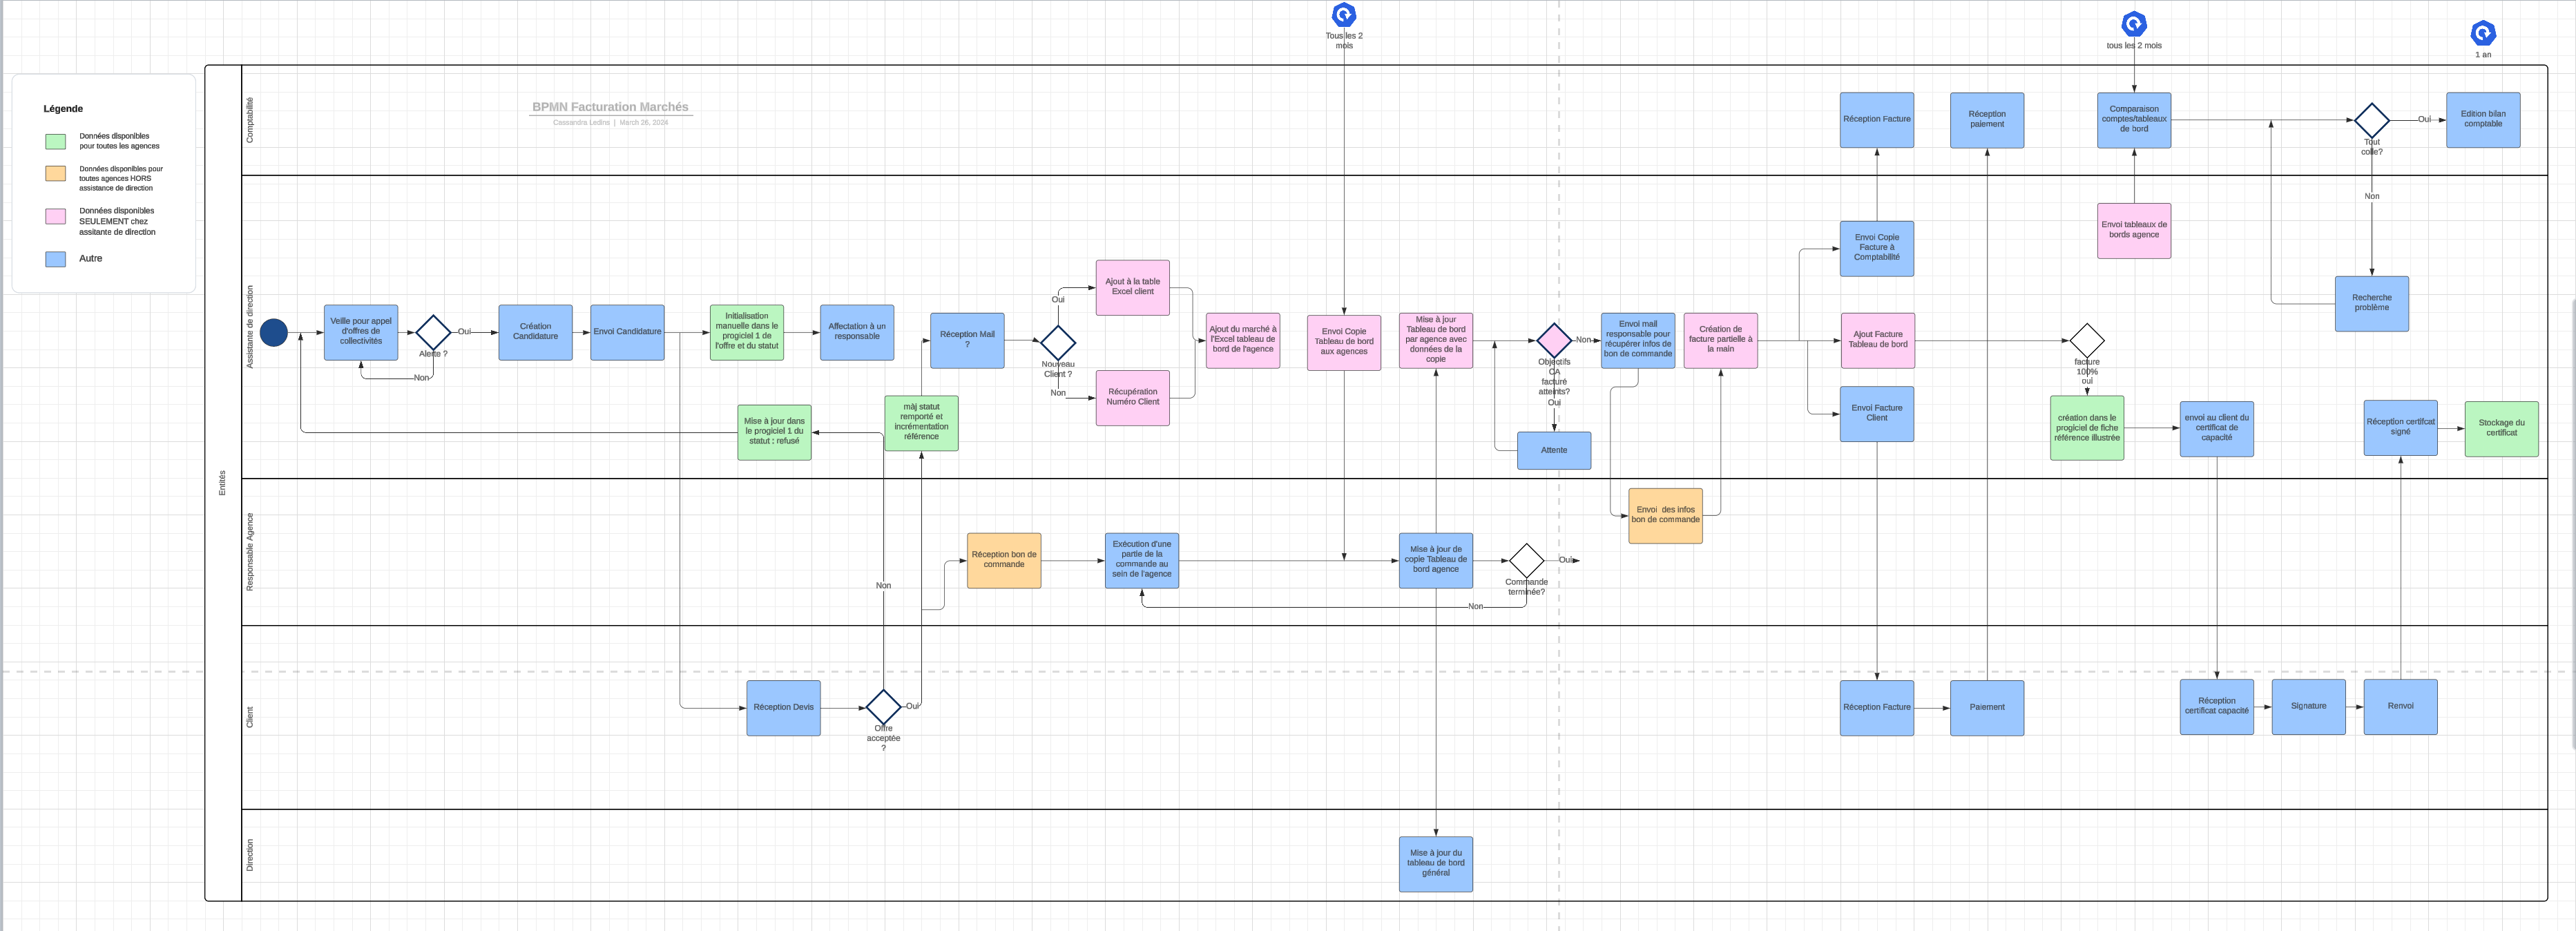 Tous les 2
mois
tous les 2 mois
1 an
Légende
Données disponibles
pour toutes les agences
Données disponibles pour
toutes agences HORS
assistance de direction
Données disponibles
SEULEMENT chez
assitante de direction
Autre
BPMN Facturation Marchés
Cassandra Ledins | March 26, 2024
Entités
Comptabilité
Réception Facture
Réception
paiement
Comparaison
comptes/tableaux
de bord
Tout
colle?
Oui
Non
Edition bilan
comptable
Assistante de direction
Veille pour appel
d'offres de
collectivités
Alerte ?
Oui
Non
Création
Candidature
Envoi Candidature
Initialisation
manuelle dans le
progiciel 1 de
l'offre et du statut
Affectation à un
responsable
Mise à jour dans
le progiciel 1 du
statut : refusé
màj statut
remporté et
incrémentation
référence
Réception Mail
?
Nouveau
Client ?
Oui
Non
Ajout à la table
Excel client
Récupération
Numéro Client
Ajout du marché à
l'Excel tableau de
bord de l'agence
Envoi Copie
Tableau de bord
aux agences
Mise à jour
Tableau de bord
par agence avec
données de la
copie
Objectifs
CA
facturé
atteints?
Non
Oui
Attente
Envoi mail
responsable pour
récupérer infos de
bon de commande
Création de
facture partielle à
la main
Envoi Copie
Facture à
Comptabilité
Ajout Facture
Tableau de bord
Envoi Facture
Client
Envoi tableaux de
bords agence
facture
100%
oui
création dans le
progiciel de fiche
référence illustrée
envoi au client du
certificat de
capacité
Recherche
problème
Réception certifcat
signé
Stockage du
certificat
Responsable Agence
Réception bon de
commande
Exécution d'une
partie de la
commande au
sein de l'agence
Mise à jour de
copie Tableau de
bord agence
Commande
terminée?
Oui
Non
Envoi des infos
bon de commande
Client
Réception Devis
Offre
acceptée
?
Non
Oui
Réception Facture
Paiement
Réception
certificat capacité
Signature
Renvoi
Direction
Mise à jour du
tableau de bord
général